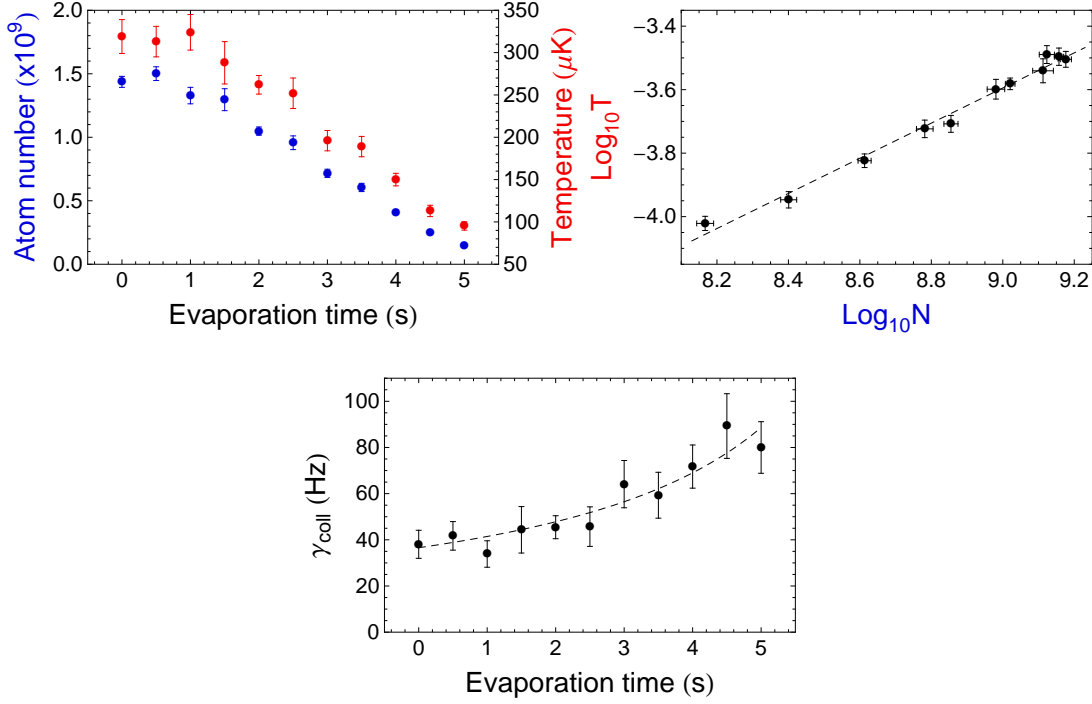 Atom number (x10⁹)
2.0
1.5
1.0
0.5
0.0
350
300
250
200
150
100
50
Temperature (μK)
0 1 2 3 4 5
Evaporation time (s)
Log₁₀T
−3.4
−3.6
−3.8
−4.0
8.2 8.4 8.6 8.8 9.0 9.2
Log₁₀N
γcoll (Hz)
100
80
60
40
20
0
0 1 2 3 4 5
Evaporation time (s)